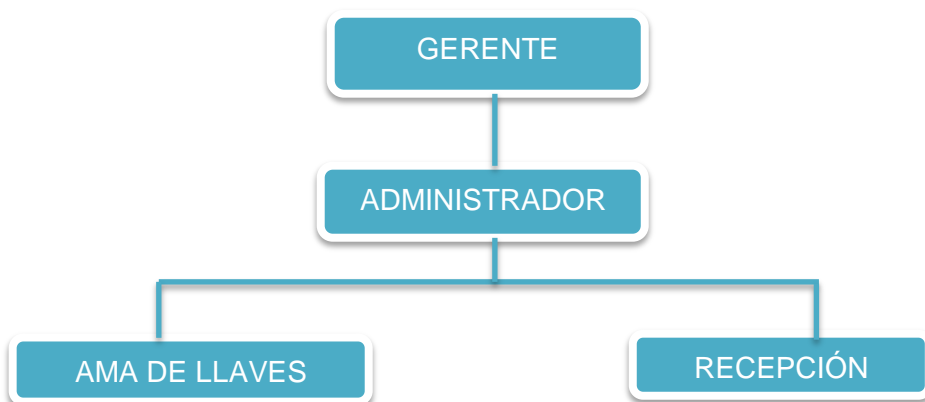 GERENTE
ADMINISTRADOR
AMA DE LLAVES
RECEPCIÓN